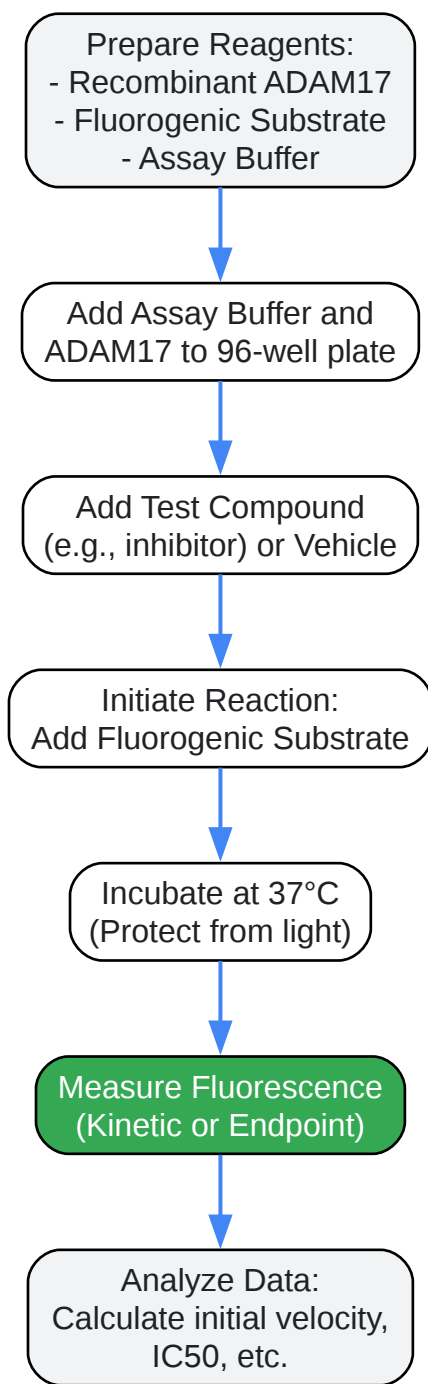 Prepare Reagents:
- Recombinant ADAM17
- Fluorogenic Substrate
- Assay Buffer
Add Assay Buffer and
ADAM17 to 96-well plate
Add Test Compound
(e.g., inhibitor) or Vehicle
Initiate Reaction:
Add Fluorogenic Substrate
Incubate at 37°C
(Protect from light)
Measure Fluorescence
(Kinetic or Endpoint)
Analyze Data:
Calculate initial velocity,
IC50, etc.